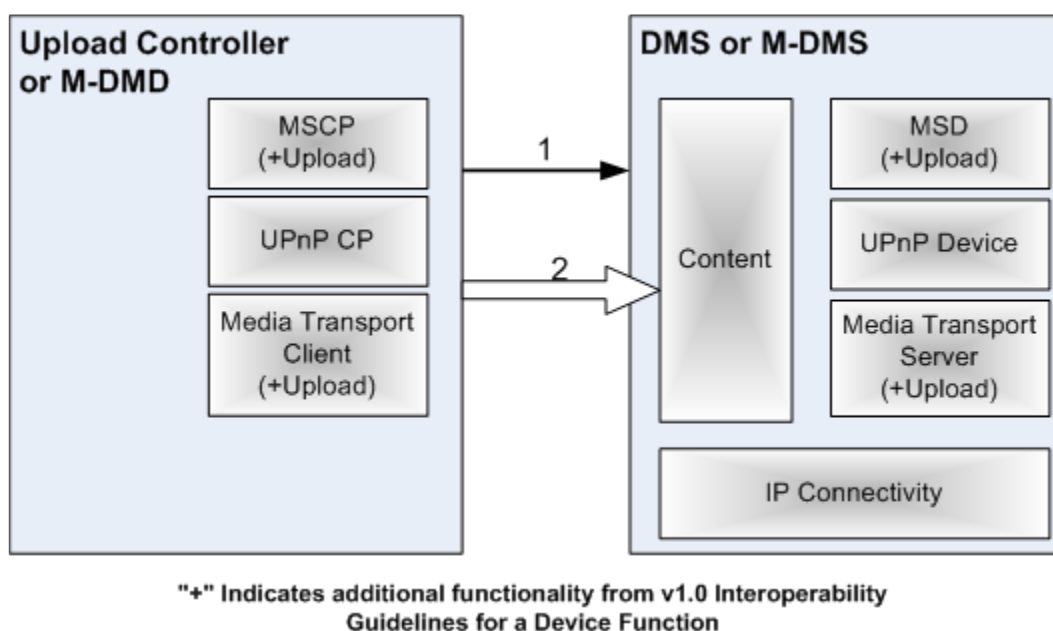 Upload Controller
or M-DMD
MSCP
(+Upload)
UPnP CP
Media Transport
Client
(+Upload)
1
2
DMS or M-DMS
Content
MSD
(+Upload)
UPnP Device
Media Transport
Server
(+Upload)
IP Connectivity
"+" Indicates additional functionality from v1.0 Interoperability
Guidelines for a Device Function